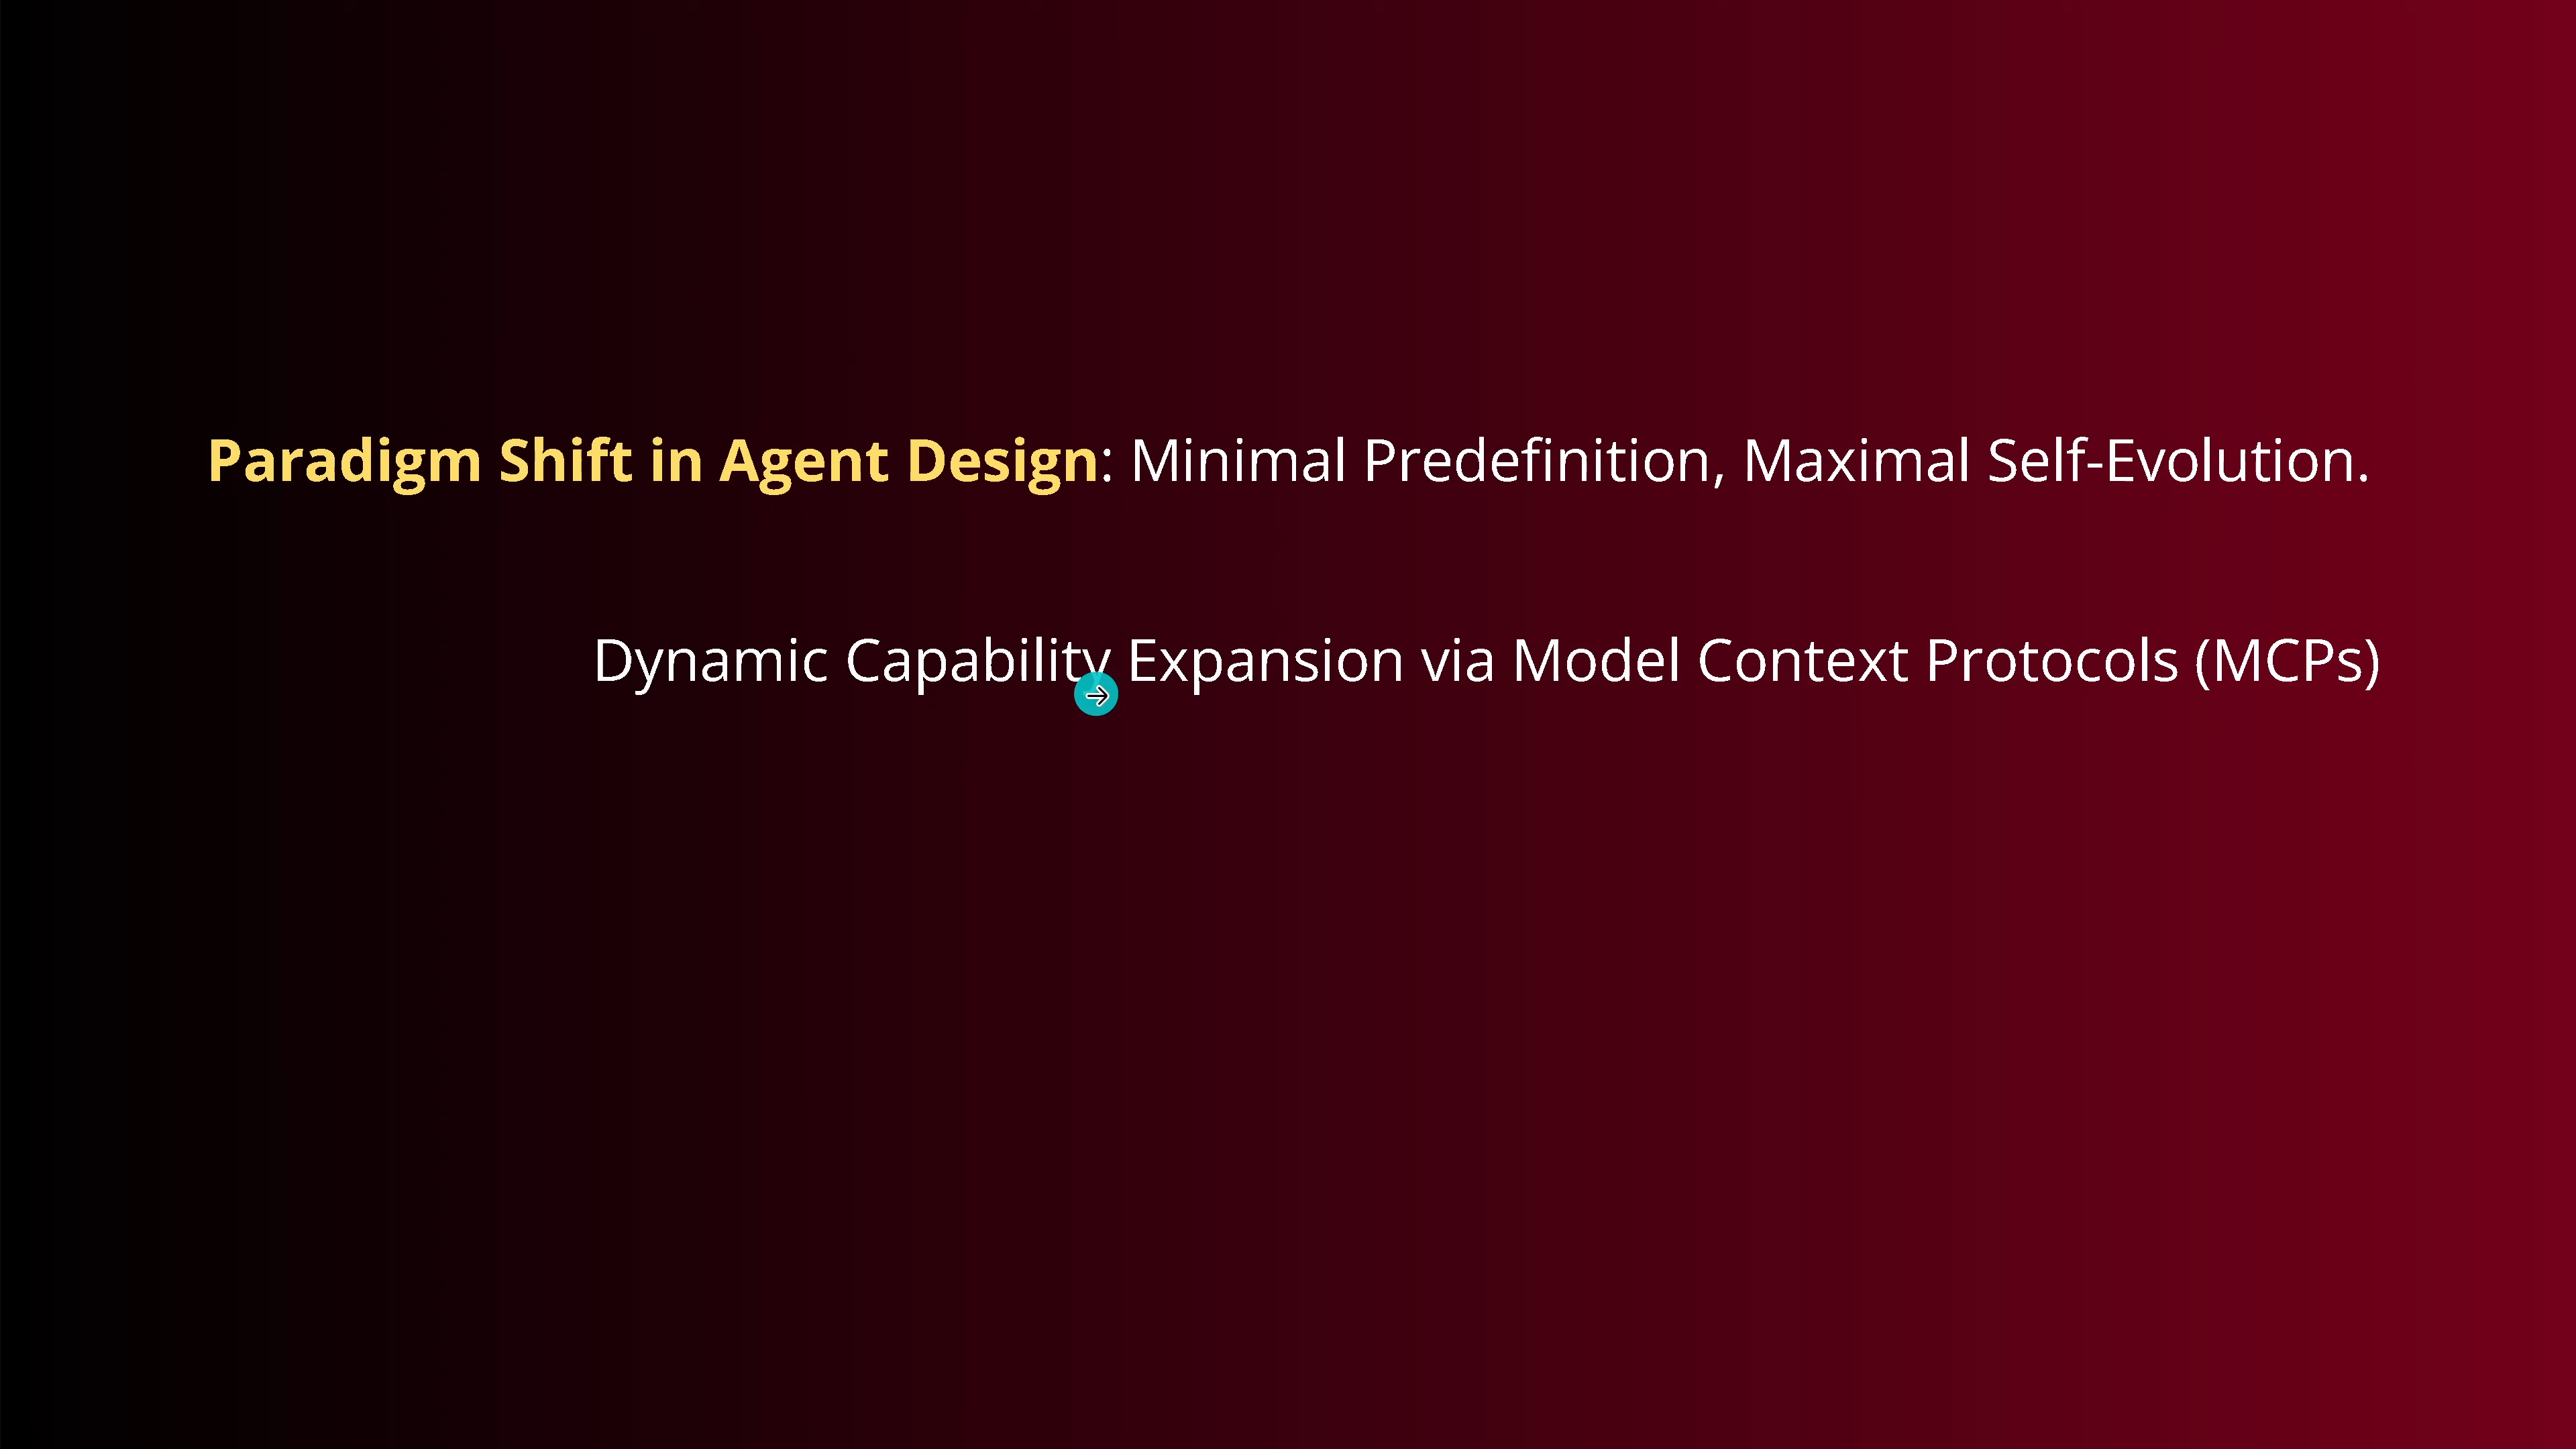 Paradigm Shift in Agent Design: Minimal Predefinition, Maximal Self-Evolution.
Dynamic Capability Expansion via Model Context Protocols (MCPs)